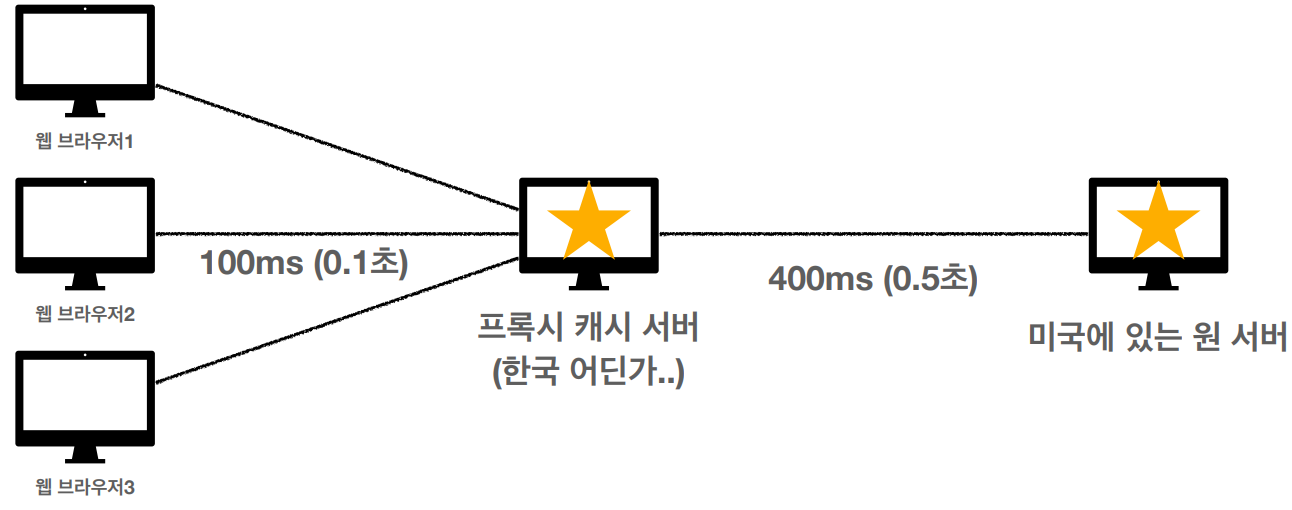 웹 브라우저1
웹 브라우저2
웹 브라우저3
100ms (0.1초)
프록시 캐시 서버
(한국 어딘가..)
400ms (0.5초)
미국에 있는 원 서버